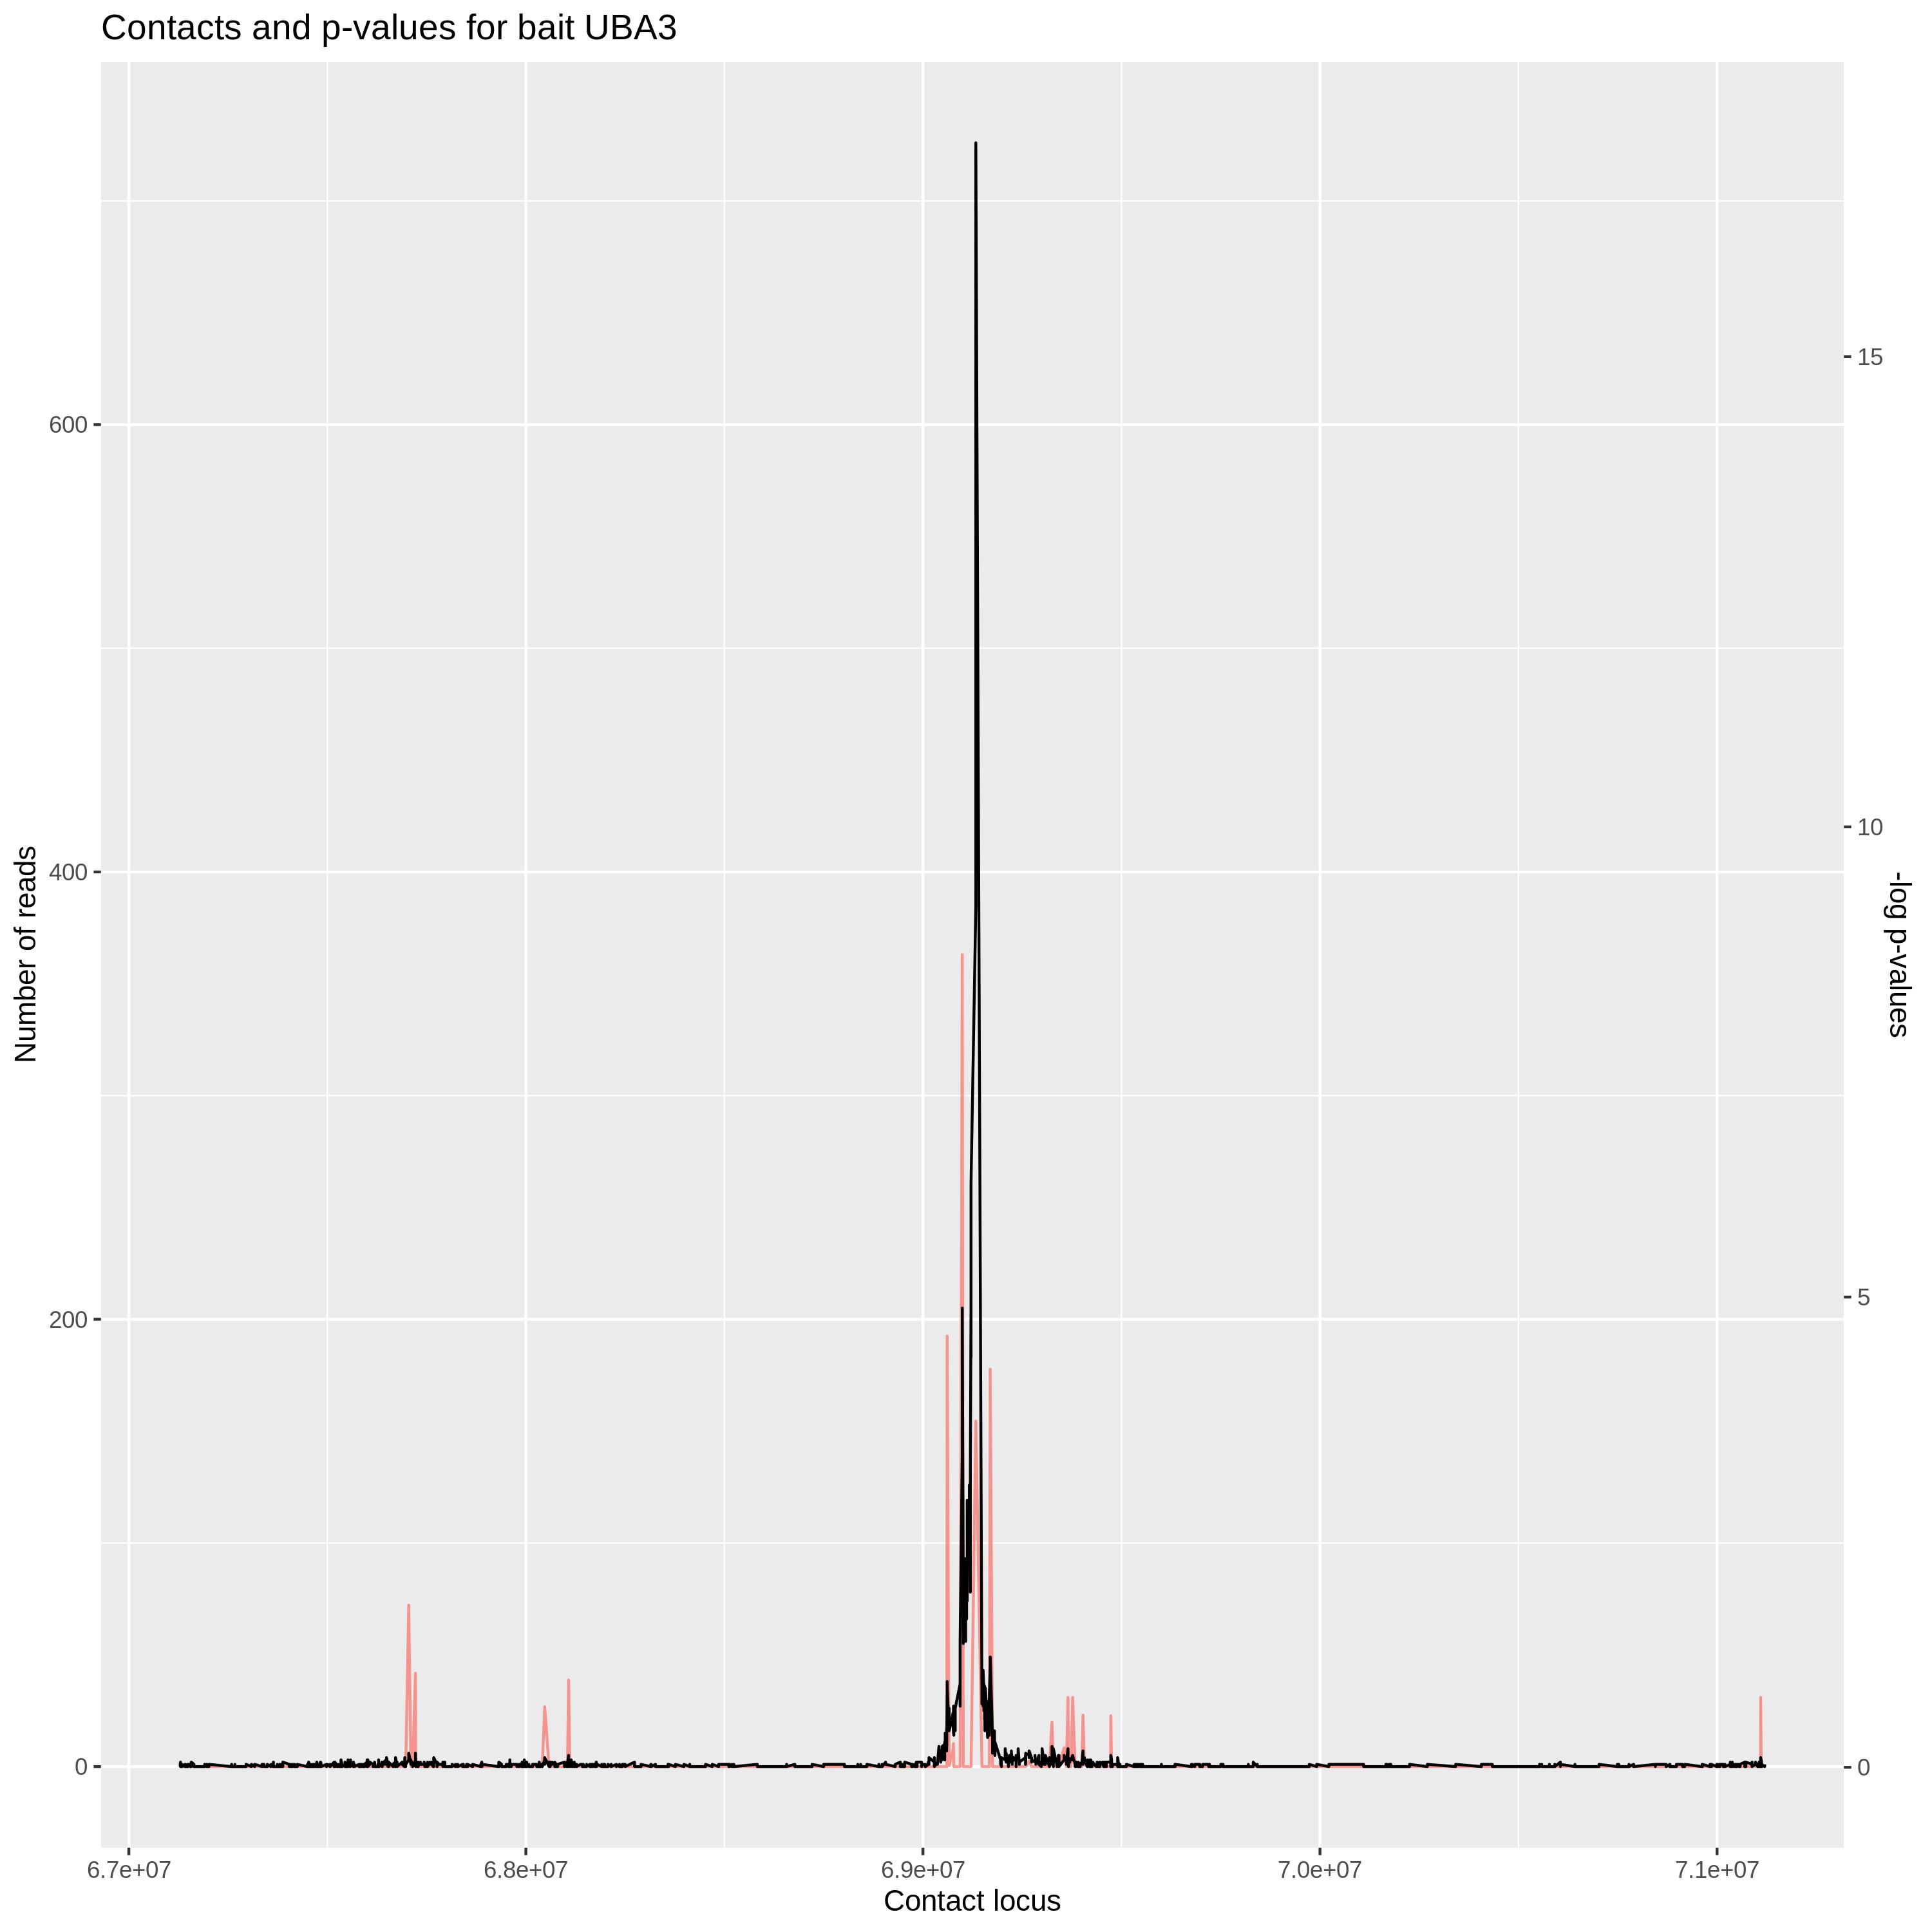 Contacts and p-values for bait UBA3
600
400
200
0
Number of reads
15
10
5
0
-log p-values
6.7e+07 6.8e+07 6.9e+07 7.0e+07 7.1e+07
Contact locus